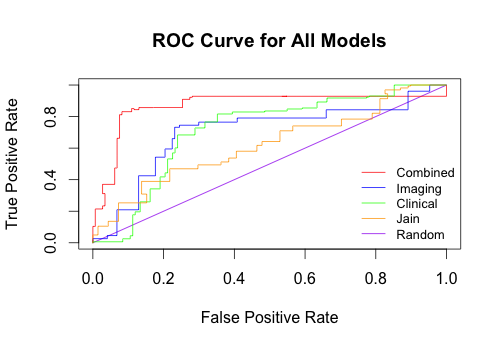 ROC Curve for All Models
True Positive Rate
0.8
0.4
0.0
Combined
Imaging
Clinical
Jain
Random
0.0 0.2 0.4 0.6 0.8 1.0
False Positive Rate